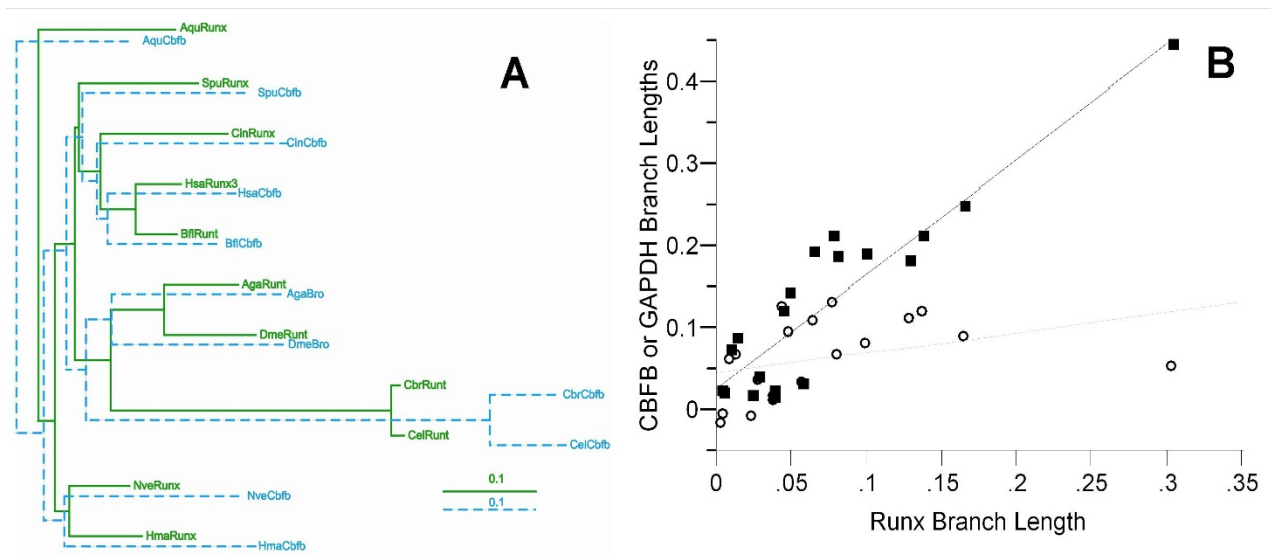 A
AquRunx
AquCbfb
SpuRunx
SpuCbfb
CinRunx
CinCbfb
HsaRunx3
HsaCbfb
BflRunt
BflCbfb
AgaRunt
AgaBro
DmeRunt
DmeBro
CbrRunt
CbrCbfb
CelRunt
CelCbfb
NveRunx
NveCbfb
HmaRunx
HmaCbfb
0.1
0.1
B
CBFB or GAPDH Branch Lengths
0.4
0.3
0.2
0.1
0
0 .05 .1 .15 .2 .25 .3 .35
Runx Branch Length